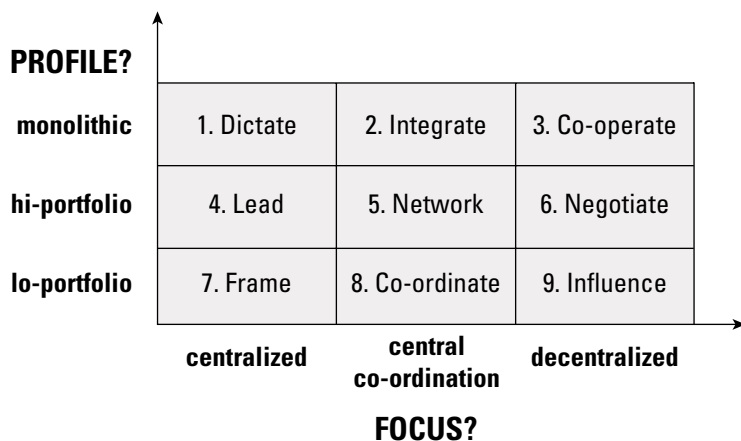 PROFILE?
monolithic
1. Dictate
2. Integrate
3. Co-operate
hi-portfolio
4. Lead
5. Network
6. Negotiate
lo-portfolio
7. Frame
8. Co-ordinate
9. Influence
centralized
central
co-ordination
decentralized
FOCUS?